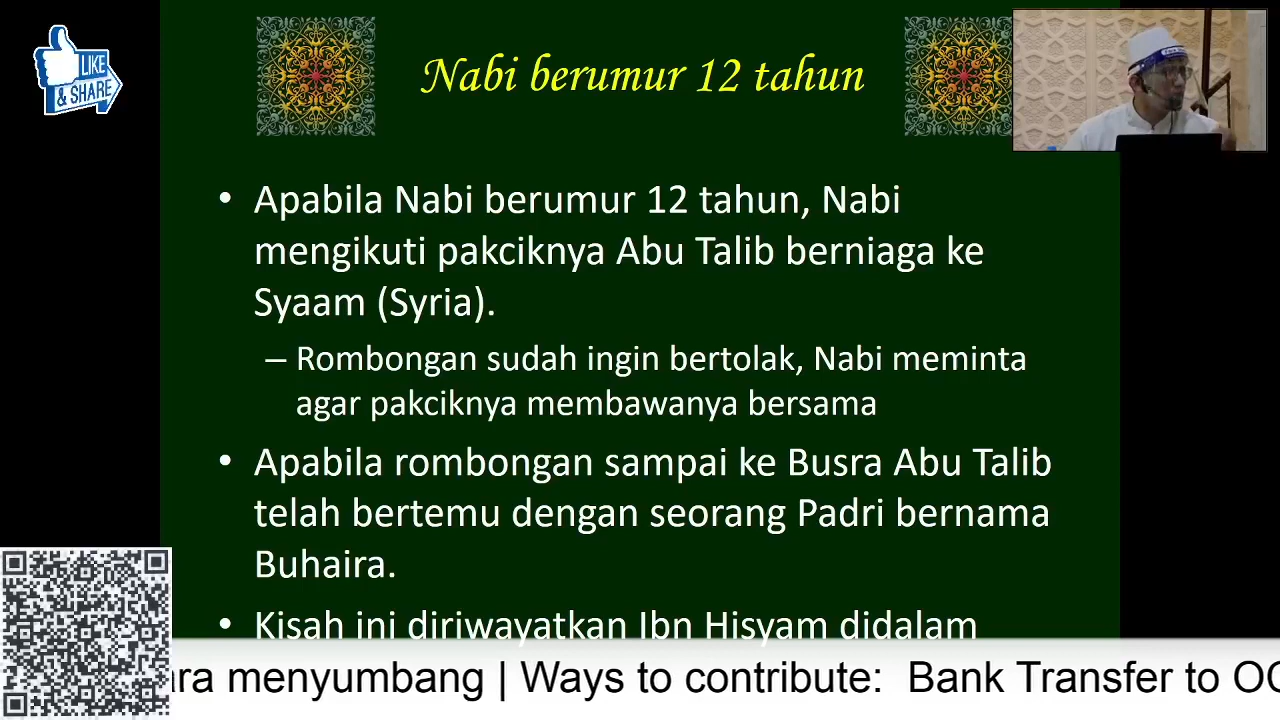 LIKE
& SHARE
Nabi berumur 12 tahun
• Apabila Nabi berumur 12 tahun, Nabi
mengikuti pakciknya Abu Talib berniaga ke
Syaam (Syria).
– Rombongan sudah ingin bertolak, Nabi meminta
agar pakciknya membawanya bersama
• Apabila rombongan sampai ke Busra Abu Talib
telah bertemu dengan seorang Padri bernama
Buhaira.
• Kisah ini diriwayatkan Ibn Hisyam didalam
menyumbang | Ways to contribute: Bank Transfer to